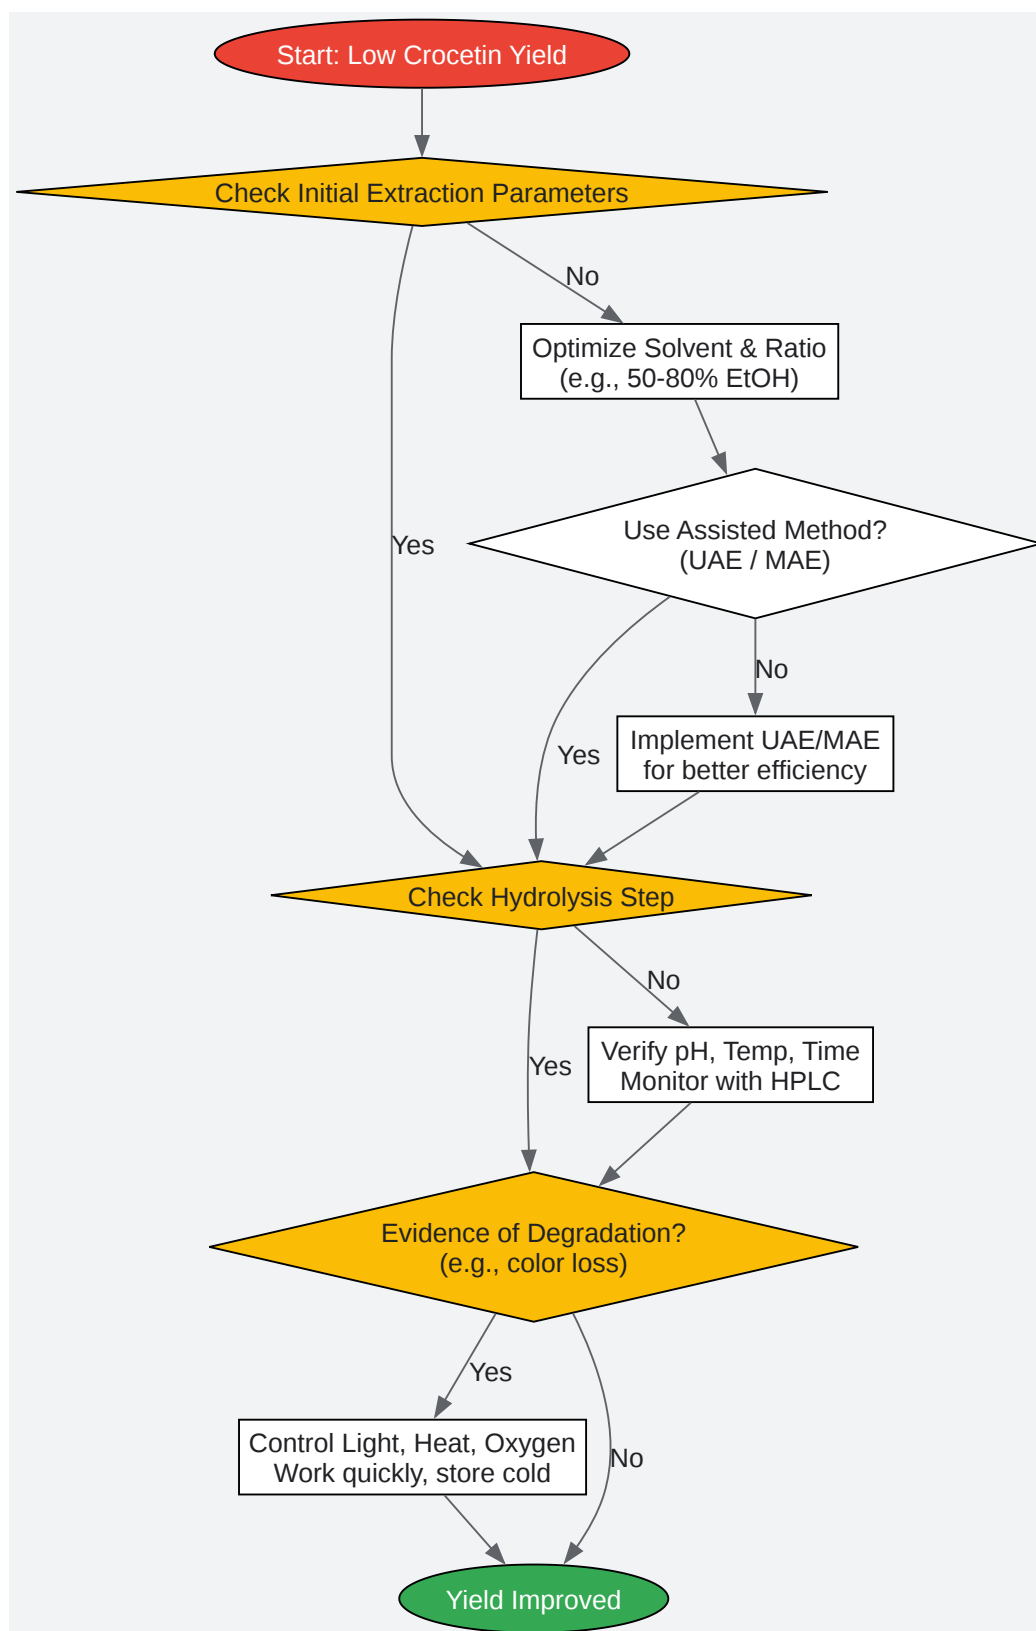 Start: Low Crocetin Yield
Check Initial Extraction Parameters
No
Optimize Solvent & Ratio
(e.g., 50-80% EtOH)
Yes
Use Assisted Method?
(UAE / MAE)
No
Implement UAE/MAE
for better efficiency
Yes
Check Hydrolysis Step
No
Verify pH, Temp, Time
Monitor with HPLC
Yes
Evidence of Degradation?
(e.g., color loss)
Yes
Control Light, Heat, Oxygen
Work quickly, store cold
No
Yield Improved